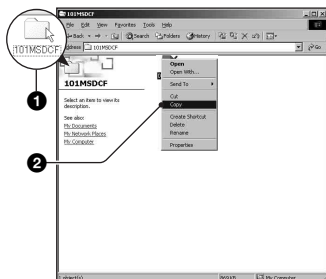 101MSDCF
File Edit View Favorites Tools Help
Back Search Folders History
Address 101MSDCF Go
101MSDCF
1
101MSDCF
Select an item to view its description.
See also:
My Documents
My Network Places
My Computer
Open
Open With...
Send To
Cut
Copy
Create Shortcut
Delete
Rename
Properties
2
1 object(s)
My Computer